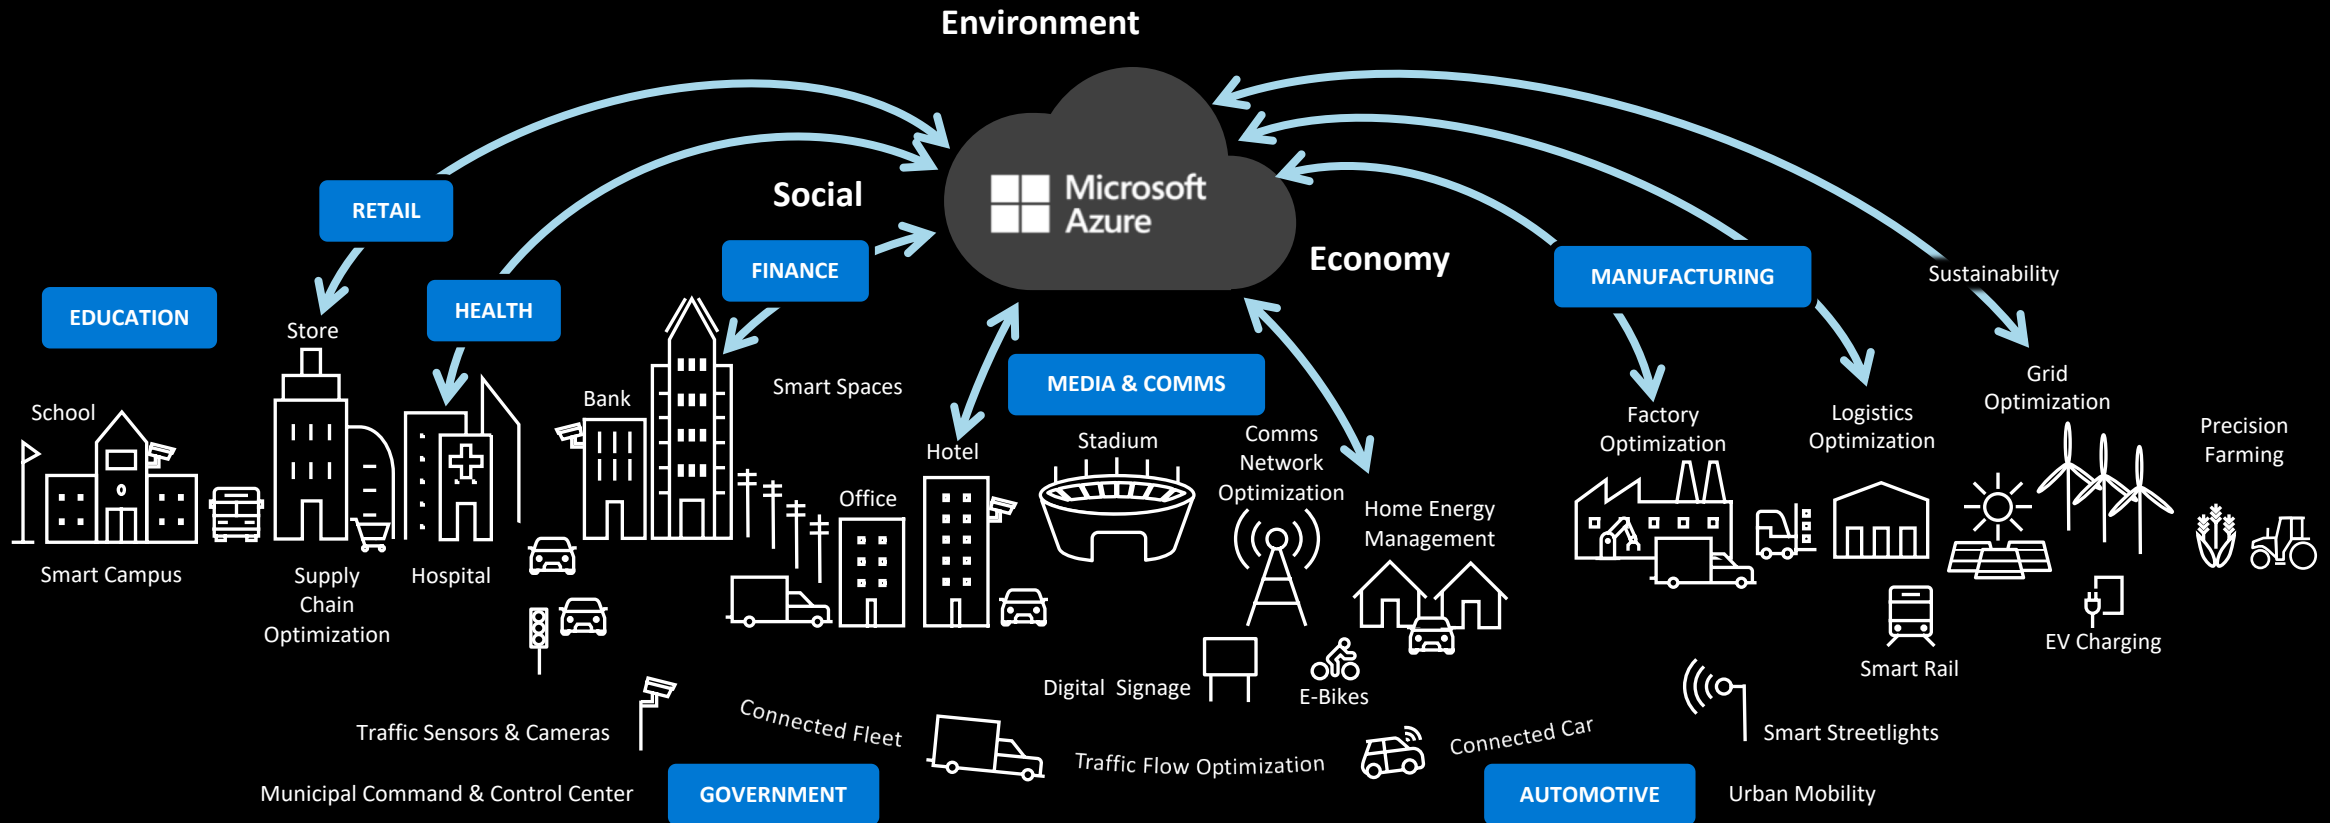 Environment
Microsoft
Azure
Social
Economy
RETAIL
FINANCE
MANUFACTURING
Sustainability
EDUCATION
HEALTH
Store
MEDIA & COMMS
Smart Spaces
Bank
School
Hotel
Stadium
Comms
Network
Optimization
Factory
Optimization
Logistics
Optimization
Grid
Optimization
Precision
Farming
Office
Home Energy
Management
Smart Campus
Supply
Chain
Optimization
Hospital
EV Charging
Smart Rail
Digital Signage
E-Bikes
Traffic Sensors & Cameras
Connected Fleet
Traffic Flow Optimization
Connected Car
Smart Streetlights
Municipal Command & Control Center
GOVERNMENT
AUTOMOTIVE
Urban Mobility